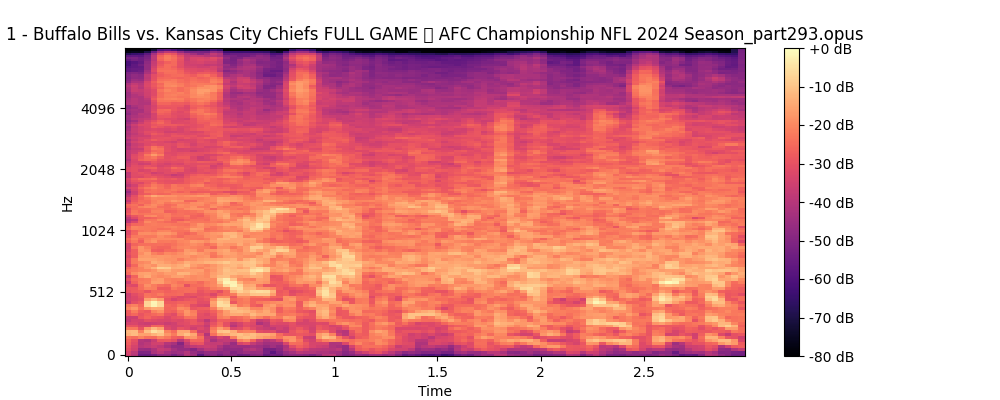 1 - Buffalo Bills vs. Kansas City Chiefs FULL GAME ▯ AFC Championship NFL 2024 Season_part293.opus
+0 dB
-10 dB
-20 dB
-30 dB
-40 dB
-50 dB
-60 dB
-70 dB
-80 dB
4096
2048
1024
512
0
Hz
0
0.5
1
1.5
2
2.5
Time